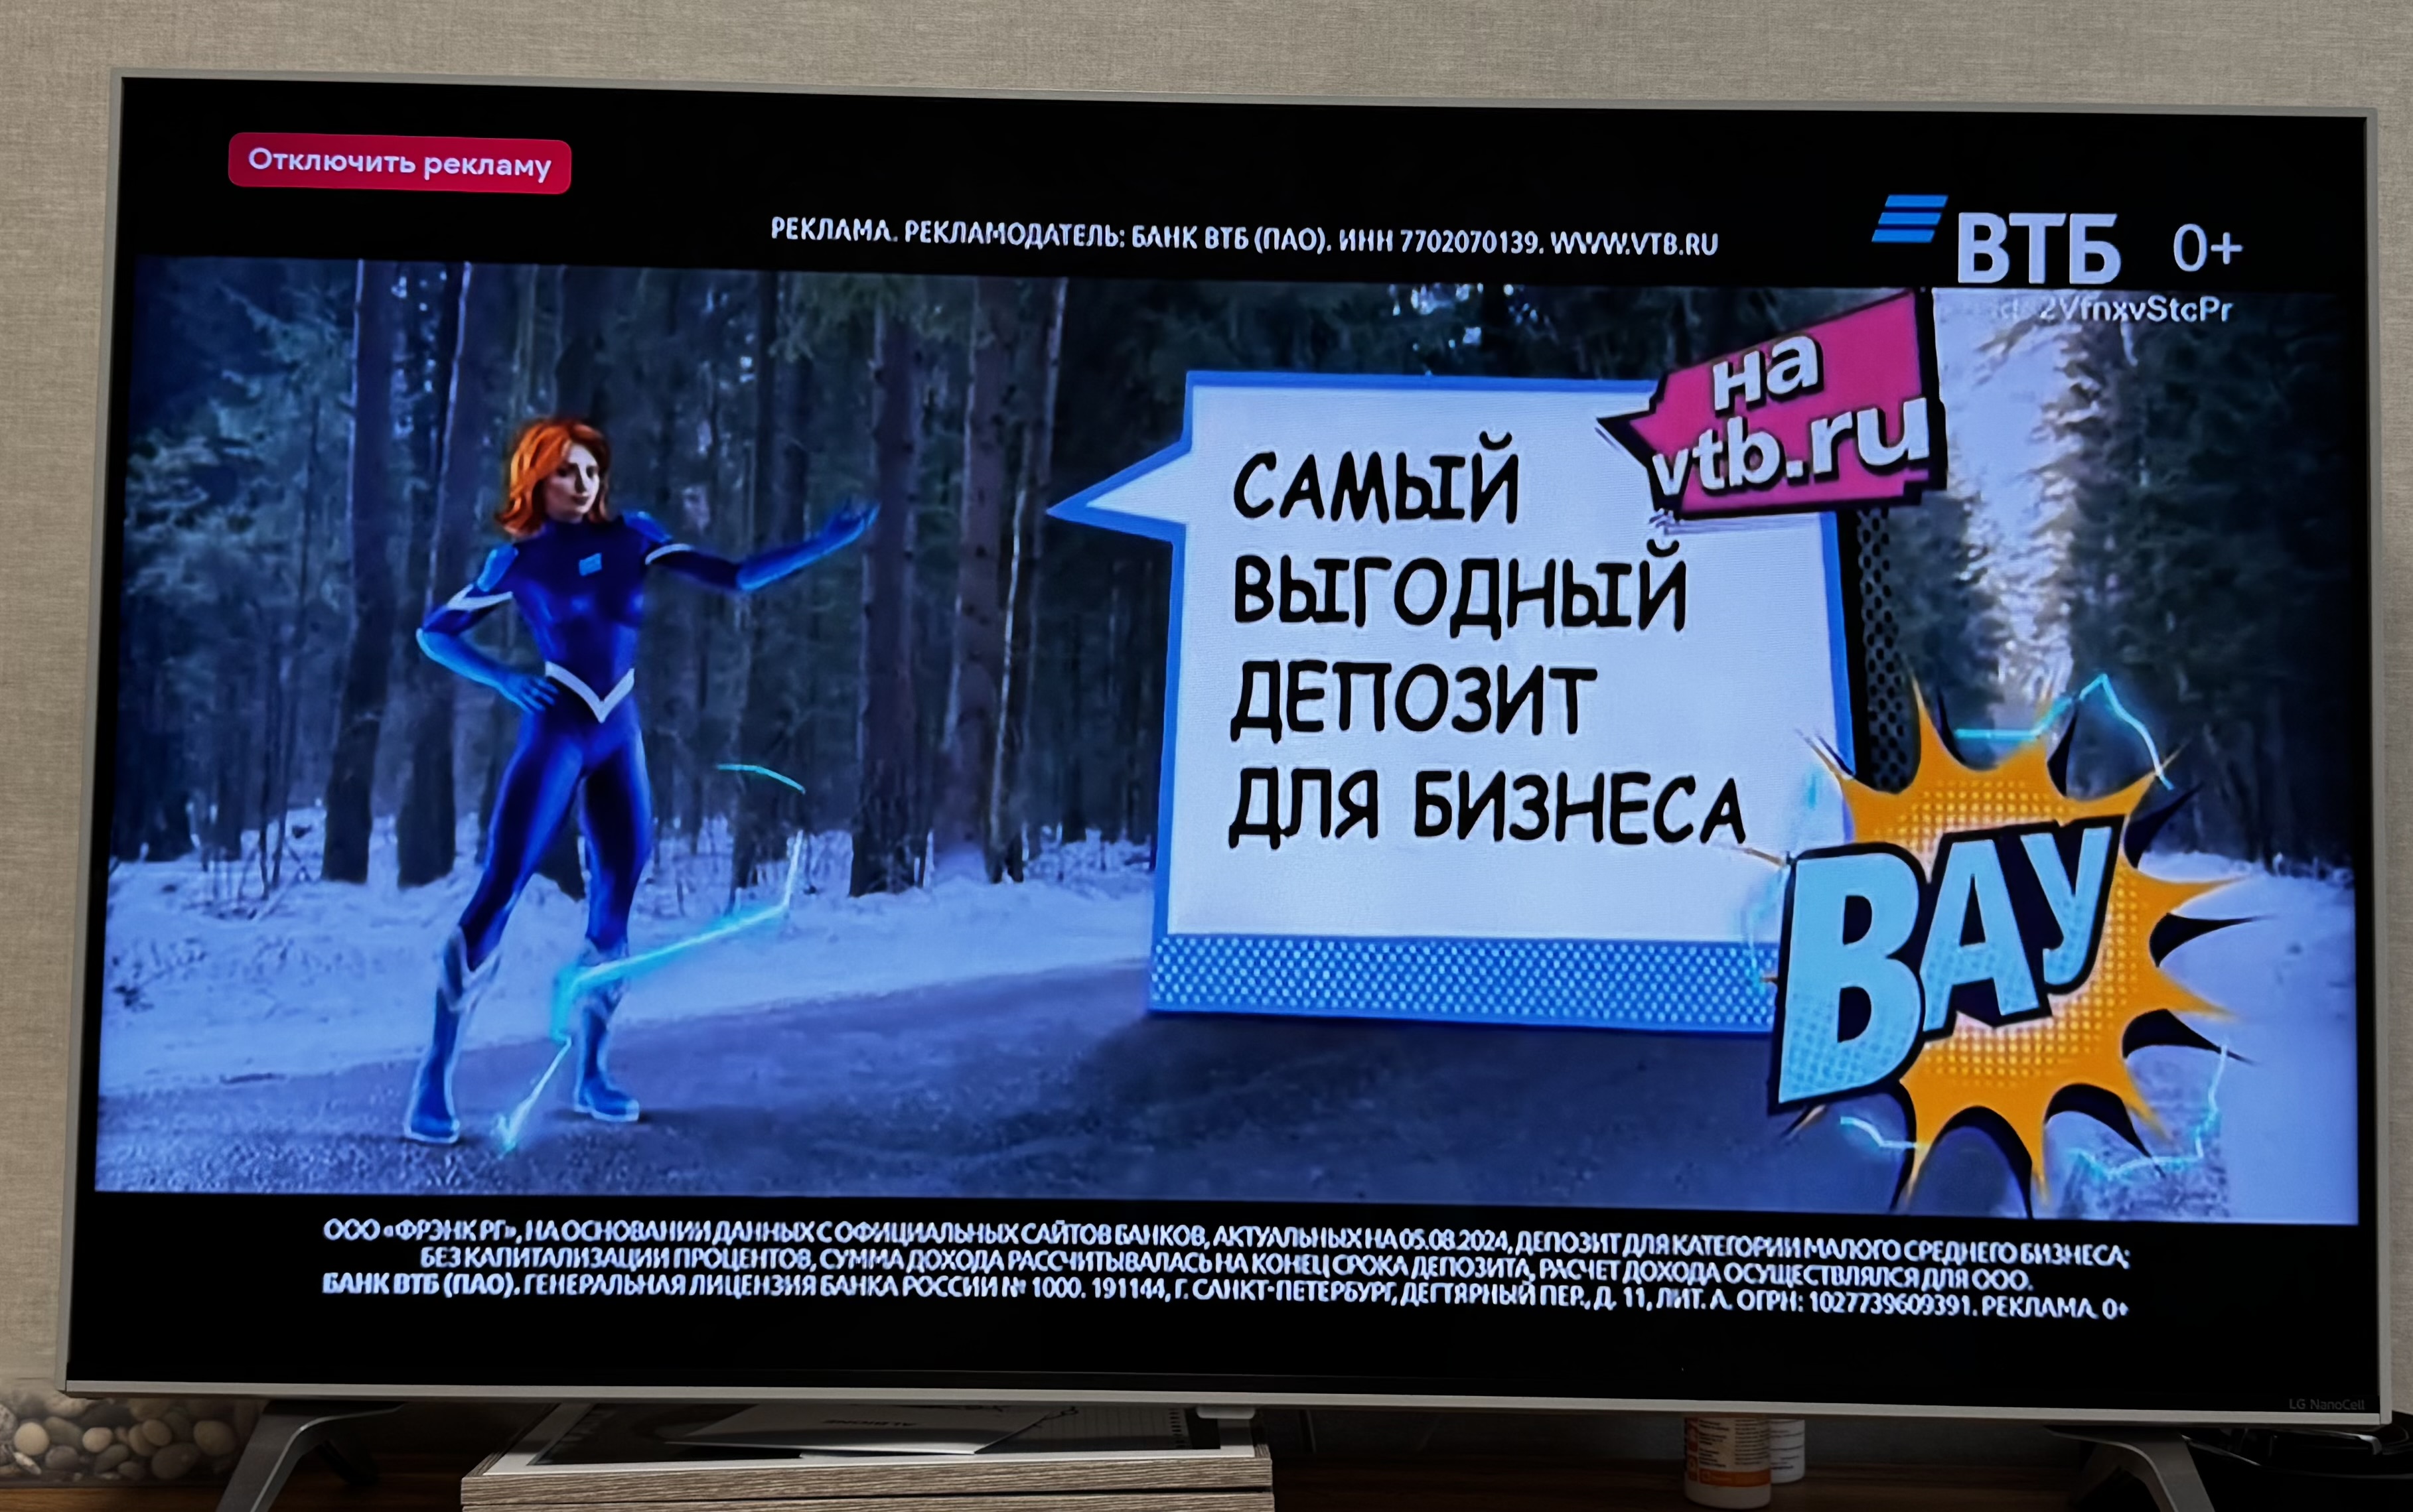 Отключить рекламу
РЕКЛАМА. РЕКЛАМОДАТЕЛЬ: БАНК ВТБ (ПАО). ИНН 7702070139. WWW.VTB.RU
ВТБ 0+
2VfnxvStcPr
на
vtb.ru
САМЫЙ
ВЫГОДНЫЙ
ДЕПОЗИТ
ДЛЯ БИЗНЕСА
ВАУ
ООО «ФРЭНК РГ», НА ОСНОВАНИИ ДАННЫХ С ОФИЦИАЛЬНЫХ САЙТОВ БАНКОВ, АКТУАЛЬНЫХ НА 05.08.2024, ДЕПОЗИТ ДЛЯ КАТЕГОРИИ МАЛОГО СРЕДНЕГО БИЗНЕСА;
БЕЗ КАПИТАЛИЗАЦИИ ПРОЦЕНТОВ, СУММА ДОХОДА РАССЧИТЫВАЛАСЬ НА КОНЕЦ СРОКА ДЕПОЗИТА, РАСЧЕТ ДОХОДА ОСУЩЕСТВЛЯЛСЯ ДЛЯ ООО.
БАНК ВТБ (ПАО). ГЕНЕРАЛЬНАЯ ЛИЦЕНЗИЯ БАНКА РОССИИ № 1000. 191144, Г. САНКТ-ПЕТЕРБУРГ, ДЕГТЯРНЫЙ ПЕР., Д. 11, ЛИТ. А. ОГРН: 1027739609391. РЕКЛАМА. 0+
LG NanoCell